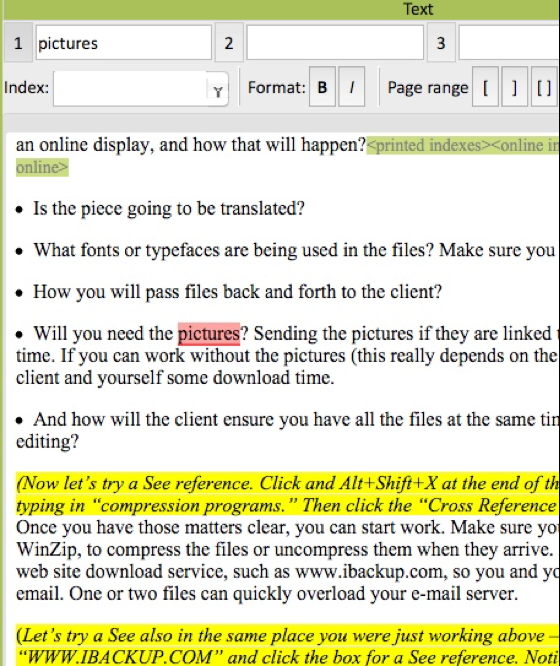 Text
1 pictures 2 3
Index: Format: B I Page range [ ] [ ]
an online display, and how that will happen?<printed indexes><online in
online>
• Is the piece going to be translated?
• What fonts or typefaces are being used in the files? Make sure you
• How you will pass files back and forth to the client?
• Will you need the pictures? Sending the pictures if they are linked
time. If you can work without the pictures (this really depends on the
client and yourself some download time.
• And how will the client ensure you have all the files at the same tim
editing?
(Now let’s try a See reference. Click and Alt+Shift+X at the end of th
typing in “compression programs.” Then click the “Cross Reference
Once you have those matters clear, you can start work. Make sure yo
WinZip, to compress the files or uncompress them when they arrive.
web site download service, such as www.ibackup.com, so you and yo
email. One or two files can quickly overload your e-mail server.
(Let’s try a See also in the same place you were just working above –
“WWW.IBACKUP.COM” and click the box for a See reference. Not